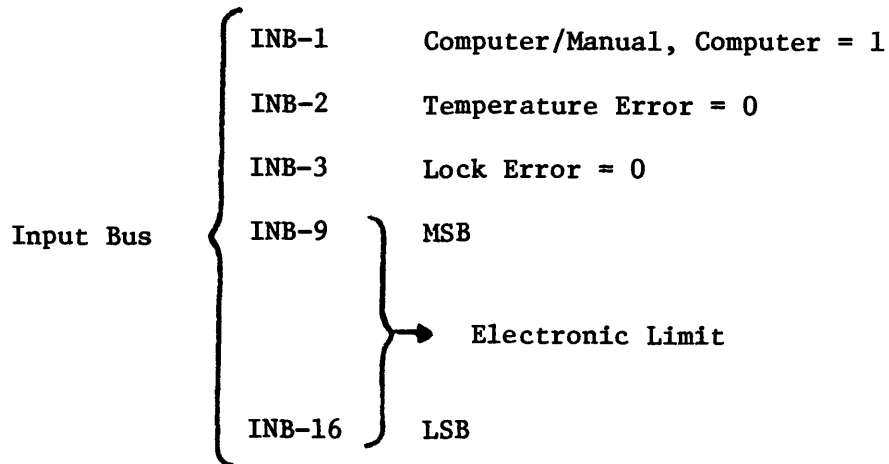 INB-1 Computer/Manual, Computer = 1
INB-2 Temperature Error = 0
INB-3 Lock Error = 0
Input Bus INB-9 MSB
Electronic Limit
INB-16 LSB